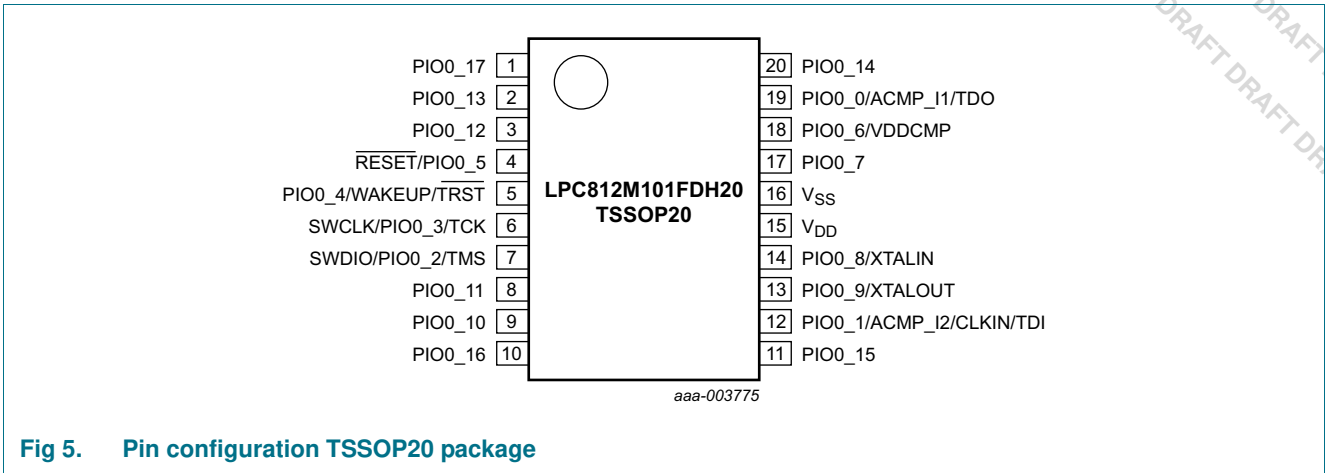 DRAFT DRAFT DRA
DRAFT
PIO0_17 1
PIO0_13 2
PIO0_12 3
RESET/PIO0_5 4
PIO0_4/WAKEUP/TRST 5
SWCLK/PIO0_3/TCK 6
SWDIO/PIO0_2/TMS 7
PIO0_11 8
PIO0_10 9
PIO0_16 10
LPC812M101FDH20
TSSOP20
20 PIO0_14
19 PIO0_0/ACMP_I1/TDO
18 PIO0_6/VDDCMP
17 PIO0_7
16 VSS
15 VDD
14 PIO0_8/XTALIN
13 PIO0_9/XTALOUT
12 PIO0_1/ACMP_I2/CLKIN/TDI
11 PIO0_15
aaa-003775
Fig 5. Pin configuration TSSOP20 package